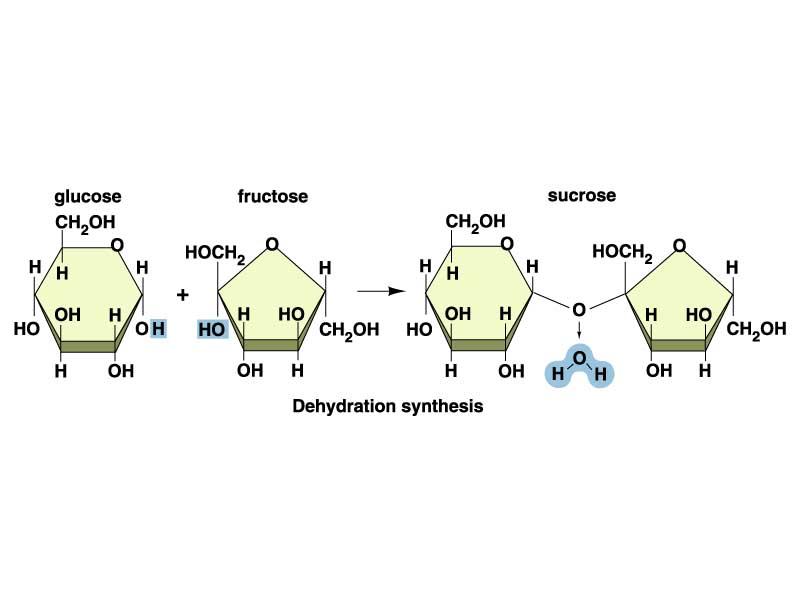 glucose fructose sucrose
CH2OH CH2OH
O HOCH2 O O HOCH2 O
H H H H H H H H
+
OH H H HO OH H O H HO
HO OH HO CH2OH HO CH2OH
H OH OH H H OH H O H OH H
Dehydration synthesis